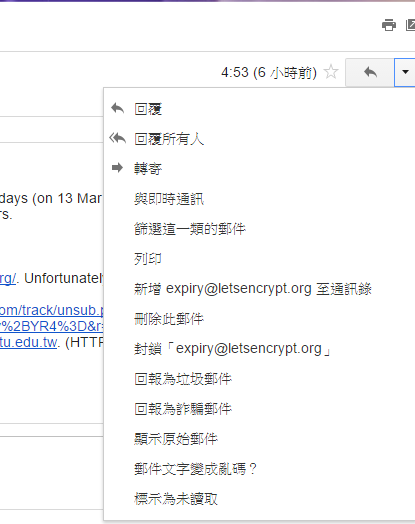 4:53 (6 小時前)
回覆
回覆所有人
轉寄
days (on 13 Mar
與即時通訊
rs.
篩選這一類的郵件
列印
rg/. Unfortunatel
新增 expiry@letsencrypt.org 至通訊錄
om/track/unsub.p
刪除此郵件
%2BYR4%3D&r=
tu.edu.tw. (HTTP
封鎖「expiry@letsencrypt.org」
回報為垃圾郵件
回報為詐騙郵件
顯示原始郵件
郵件文字變成亂碼？
標示為未讀取